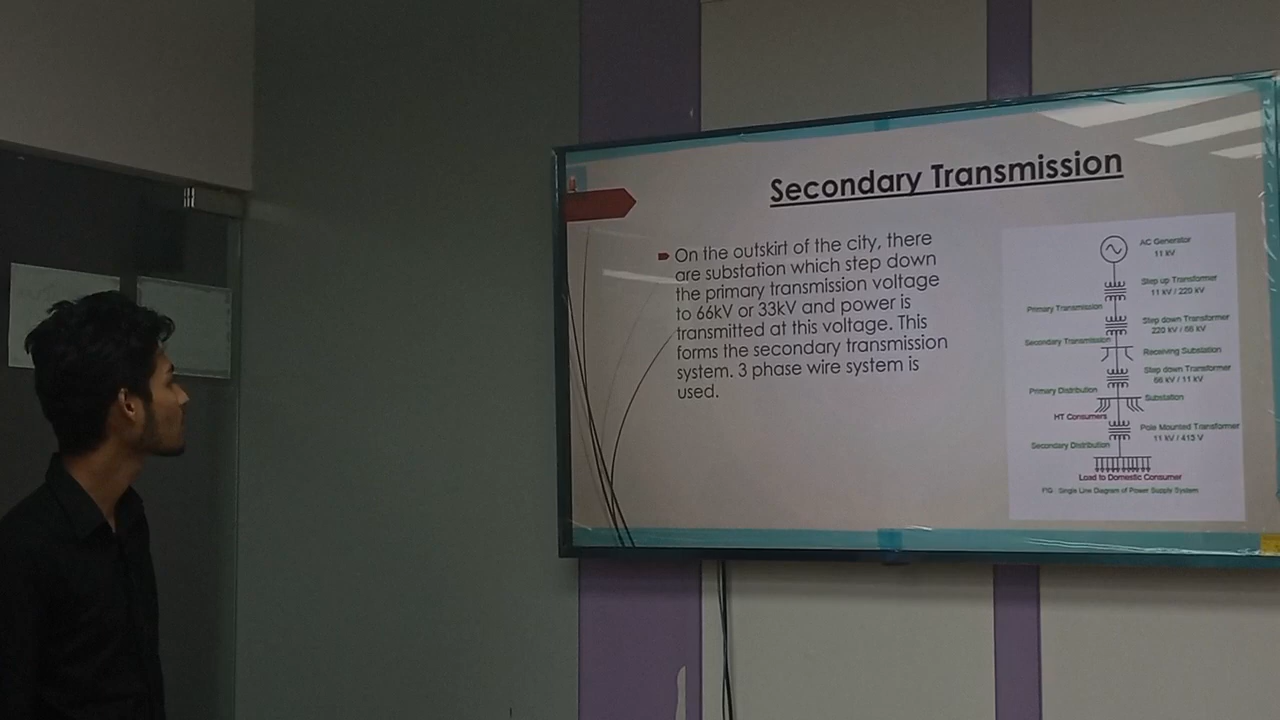 Secondary Transmission
On the outskirt of the city, there
are substation which step down
the primary transmission voltage
to 66kV or 33kV and power is
transmitted at this voltage. This
forms the secondary transmission
system. 3 phase wire system is
used.
AC Generator
11 kV
Step up Transformer
11 kV / 220 kV
Primary Transmission
Step down Transformer
220 kV / 66 kV
Secondary Transmission
Receiving Substation
Step down Transformer
66 kV / 11 kV
Primary Distribution
Substation
HT Consumers
Pole Mounted Transformer
11 kV / 415 V
Secondary Distribution
Load to Domestic Consumer
FIG Single Line Diagram of Power Supply System